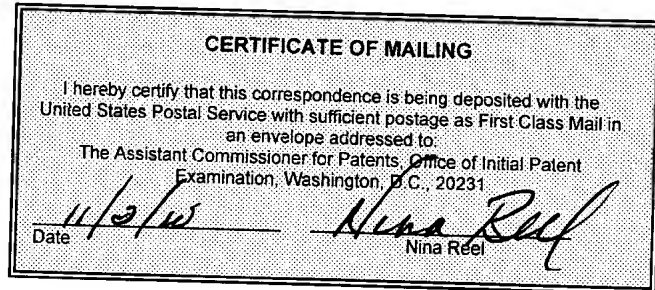 CERTIFICATE OF MAILING
I hereby certify that this correspondence is being deposited with the
United States Postal Service with sufficient postage as First Class Mail in
an envelope addressed to:
The Assistant Commissioner for Patents, Office of Initial Patent
Examination, Washington, D.C., 20231
Nina Reel
Date
Nina Reel